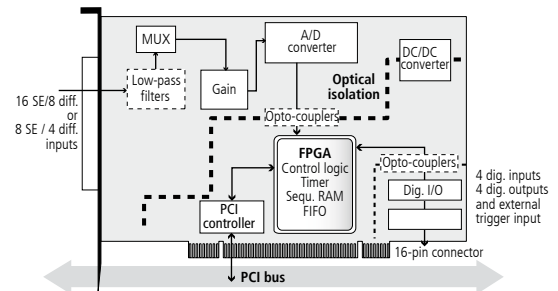 MUX
A/D
converter
DC/DC
converter
Low-pass
filters
Gain
Optical
isolation
16 SE/8 diff.
or
8 SE / 4 diff.
inputs
Opto-couplers
FPGA
Control logic
Timer
Sequ. RAM
FIFO
Opto-couplers
Dig. I/O
4 dig. inputs
4 dig. outputs
and external
trigger input
PCI
controller
16-pin connector
PCI bus